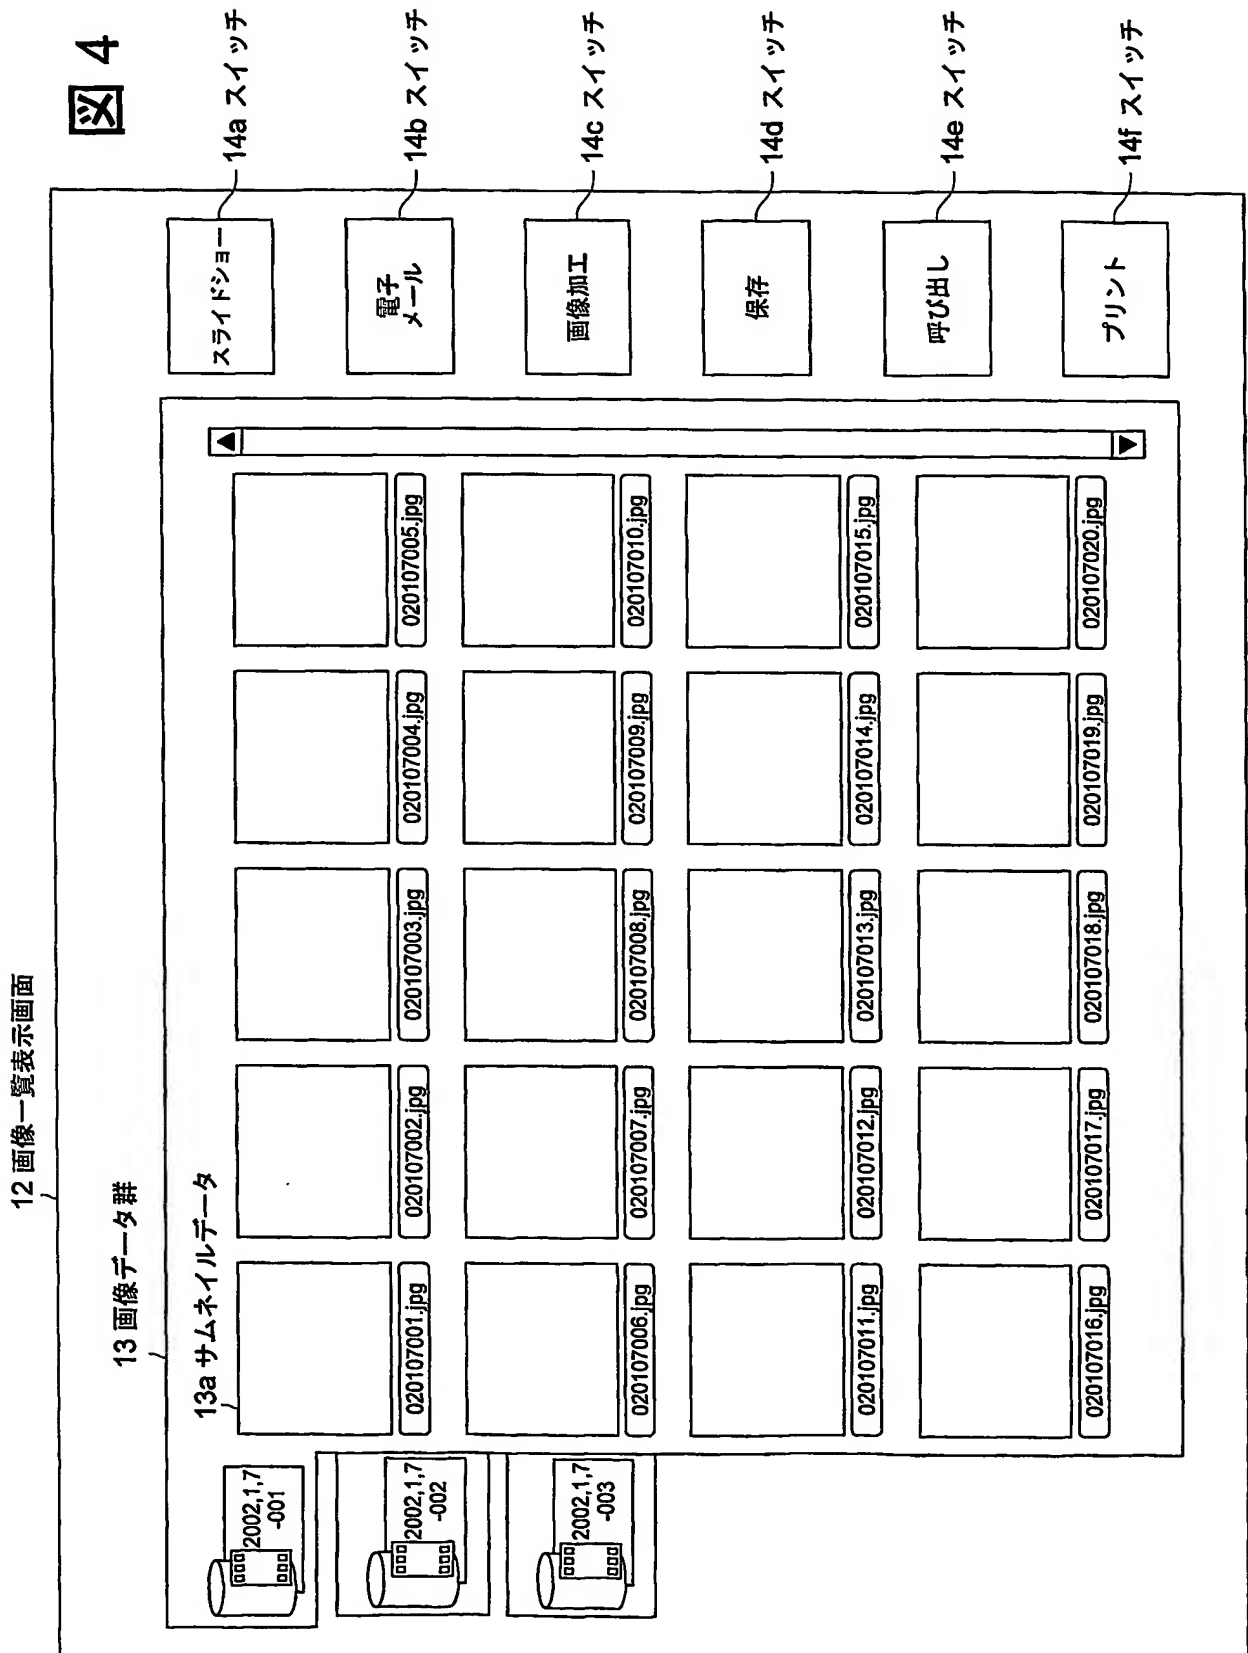 図 4
12 画像一覧表示画面
13 画像データ群
13a サムネイルデータ
2002,1,7
-001
2002,1,7
-002
2002,1,7
-003
020107001.jpg
020107002.jpg
020107003.jpg
020107004.jpg
020107005.jpg
020107006.jpg
020107007.jpg
020107008.jpg
020107009.jpg
020107010.jpg
020107011.jpg
020107012.jpg
020107013.jpg
020107014.jpg
020107015.jpg
020107016.jpg
020107017.jpg
020107018.jpg
020107019.jpg
020107020.jpg
スライドショー
14a スイッチ
電子
メール
14b スイッチ
画像加工
14c スイッチ
保存
14d スイッチ
呼び出し
14e スイッチ
プリント
14f スイッチ